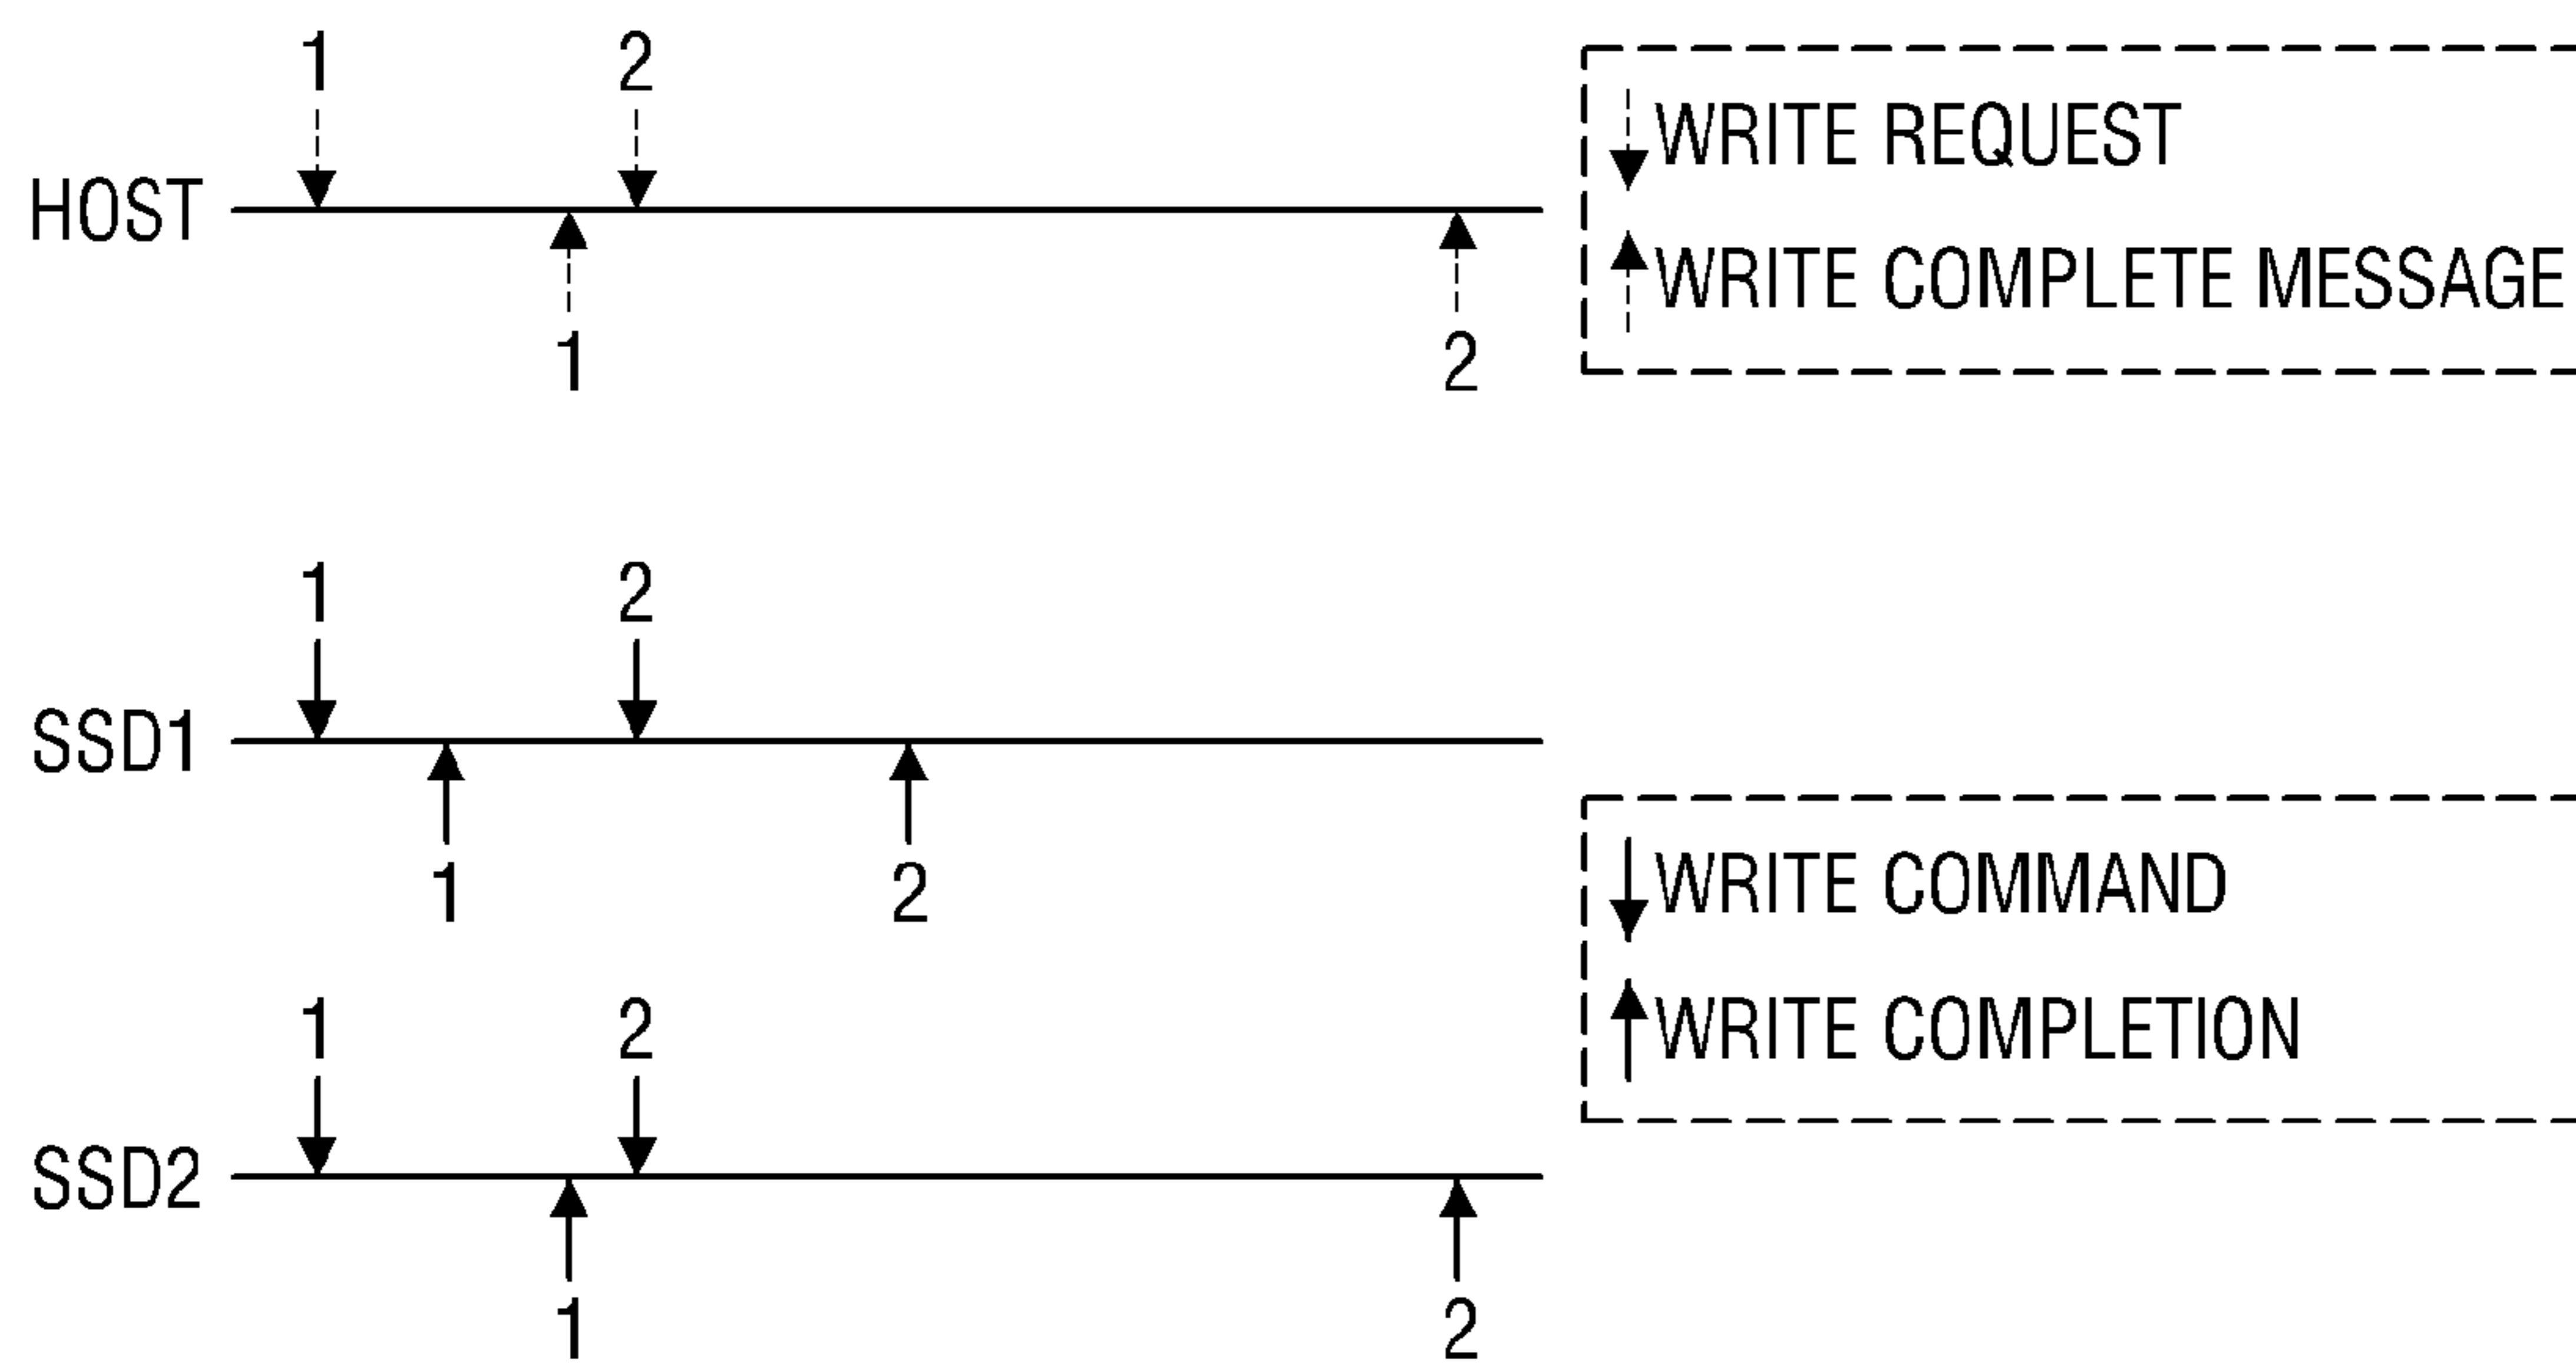 1 2
HOST
1 2
WRITE REQUEST
WRITE COMPLETE MESSAGE
1 2
SSD1
1 2
WRITE COMMAND
WRITE COMPLETION
1 2
SSD2
1 2